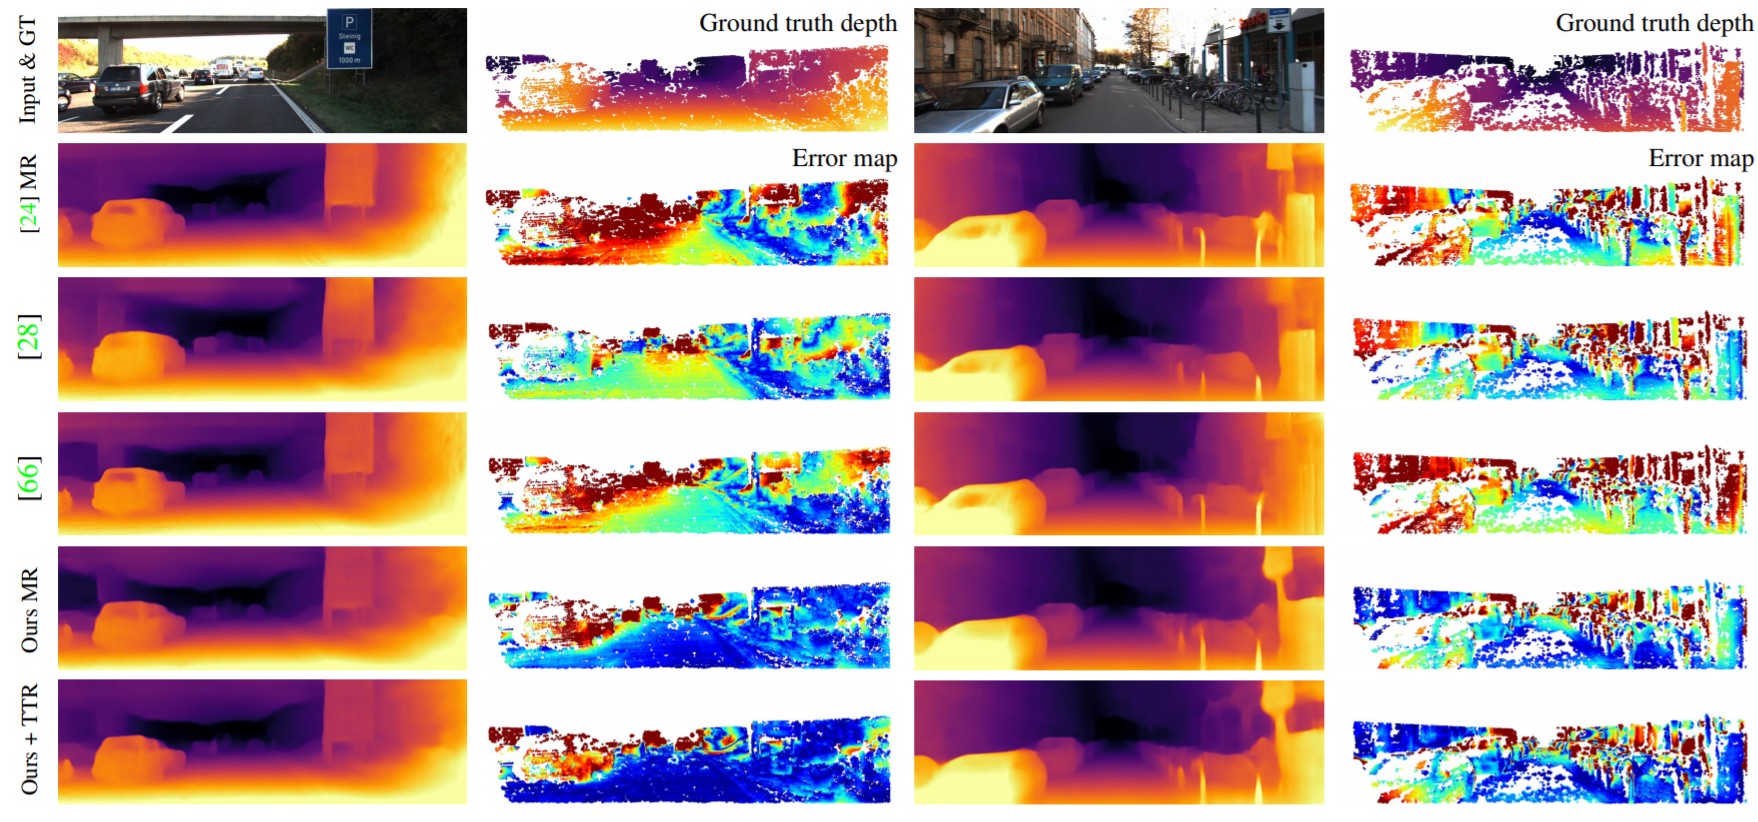 Input & GT
P
Steinig
WC
1000 m
Ground truth depth
Ground truth depth
[24] MR
Error map
Error map
[28]
[66]
Ours MR
Ours + TTR